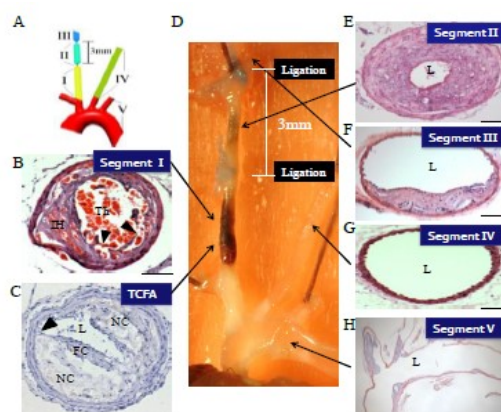 A
III
II
3mm
I
IV
V
B
Segment I
Th
IH
C
TCFA
NC
L
FC
NC
D
Ligation
3mm
Ligation
E
Segment II
L
F
Segment III
L
G
Segment IV
L
H
Segment V
L